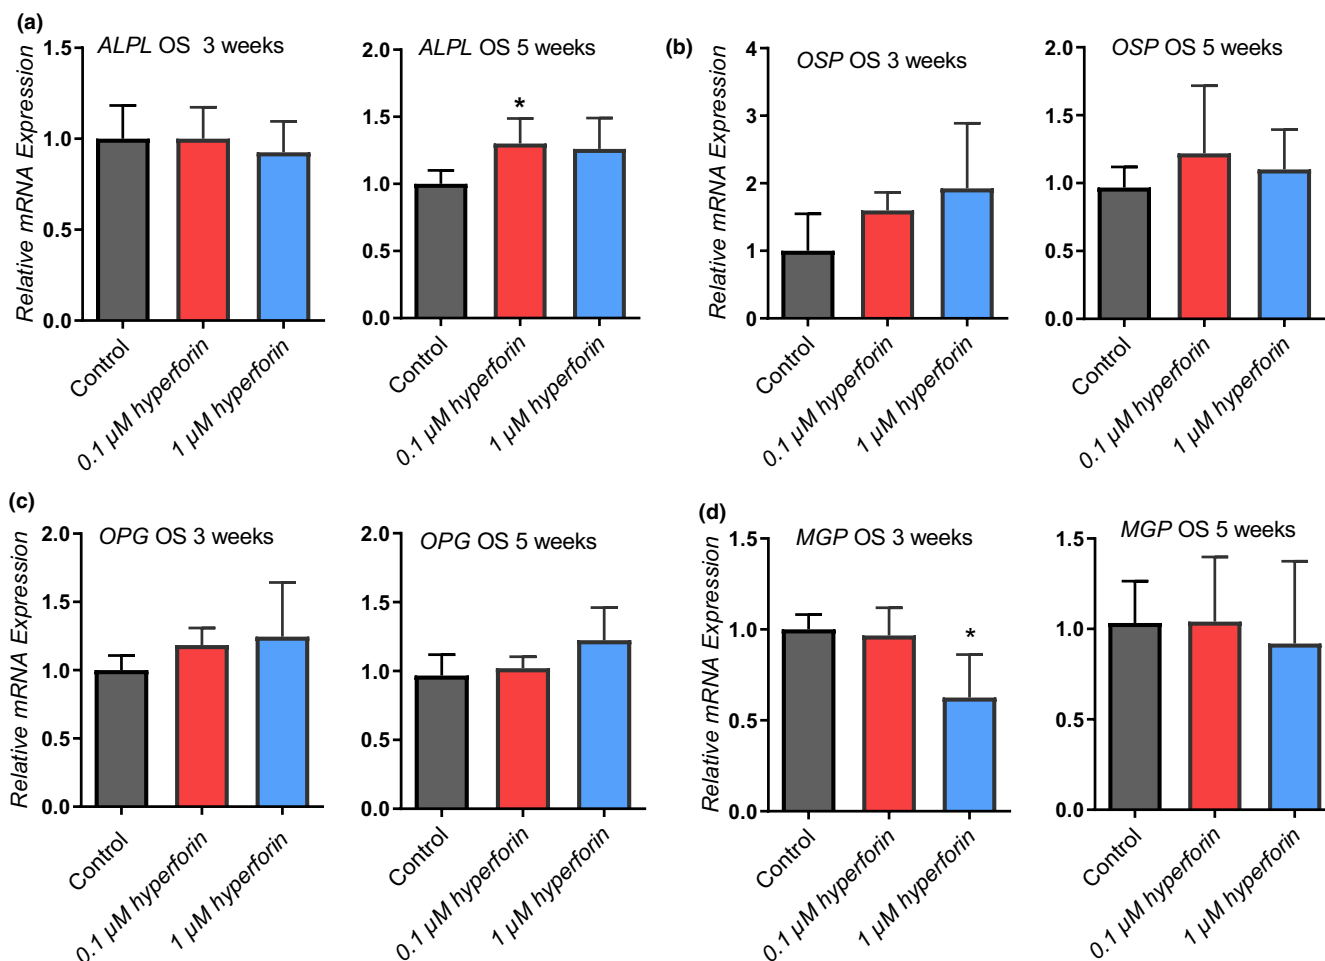 (a)
ALPL OS 3 weeks
Relative mRNA Expression
1.5
1.0
0.5
0.0
Control
0.1 µM hyperforin
1 µM hyperforin
ALPL OS 5 weeks
2.0
1.5
1.0
0.5
0.0
*
Control
0.1 µM hyperforin
1 µM hyperforin
(b)
OSP OS 3 weeks
Relative mRNA Expression
4
3
2
1
0
Control
0.1 µM hyperforin
1 µM hyperforin
OSP OS 5 weeks
2.0
1.5
1.0
0.5
0.0
Control
0.1 µM hyperforin
1 µM hyperforin
(c)
OPG OS 3 weeks
Relative mRNA Expression
2.0
1.5
1.0
0.5
0.0
Control
0.1 µM hyperforin
1 µM hyperforin
OPG OS 5 weeks
2.0
1.5
1.0
0.5
0.0
Control
0.1 µM hyperforin
1 µM hyperforin
(d)
MGP OS 3 weeks
Relative mRNA Expression
1.5
1.0
0.5
0.0
*
Control
0.1 µM hyperforin
1 µM hyperforin
MGP OS 5 weeks
1.5
1.0
0.5
0.0
Control
0.1 µM hyperforin
1 µM hyperforin